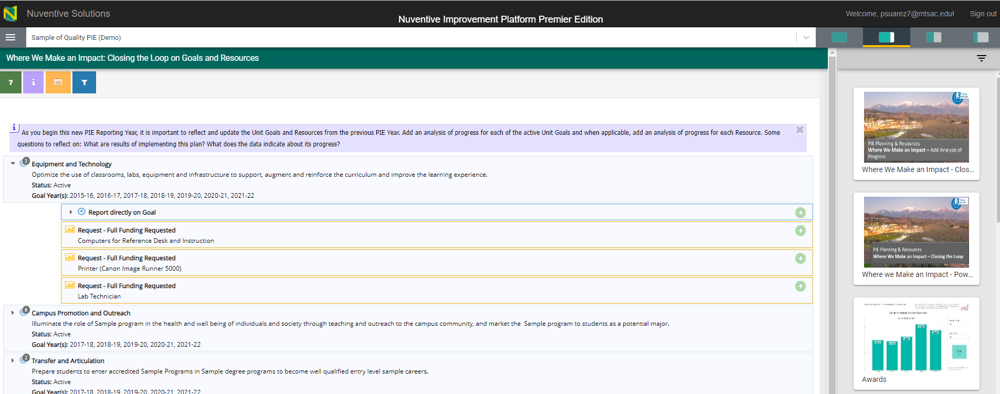 Nuventive Solutions
Nuventive Improvement Platform Premier Edition
Welcome, psuarez7@mtsac.edu!
Sign out
Sample of Quality PIE (Demo)
Where We Make an Impact: Closing the Loop on Goals and Resources
?
i
i
As you begin this new PIE Reporting Year, it is important to reflect and update the Unit Goals and Resources from the previous PIE Year. Add an analysis of progress for each of the active Unit Goals and when applicable, add an analysis of progress for each Resource. Some
questions to reflect on: What are results of implementing this plan? What does the data indicate about its progress?
3
Equipment and Technology
Optimize the use of classrooms, labs, equipment and infrastructure to support, augment and reinforce the curriculum and improve the learning experience.
Status: Active
Goal Year(s): 2015-16, 2016-17, 2017-18, 2018-19, 2019-20, 2020-21, 2021-22
Report directly on Goal
Request - Full Funding Requested
Computers for Reference Desk and Instruction
Request - Full Funding Requested
Printer (Canon Image Runner 5000)
Request - Full Funding Requested
Lab Technician
6
Campus Promotion and Outreach
Illuminate the role of Sample program in the health and well being of individuals and society through teaching and outreach to the campus community, and market the Sample program to students as a potential major.
Status: Active
Goal Year(s): 2017-18, 2018-19, 2019-20, 2020-21, 2021-22
2
Transfer and Articulation
Prepare students to enter accredited Sample Programs in Sample degree programs to become well qualified entry level sample careers.
Status: Active
Goal Year(s): 2017-18, 2018-19, 2019-20, 2020-21, 2021-22
3 Closing
the Loop
PIE Planning & Resources
Where We Make an Impact – Add Analysis of
Progress
Where We Make an Impact - Clos...
3
PIE Planning & Resources
Where We Make an Impact – Closing the Loop
Where we Make an Impact - Pow...
Awards